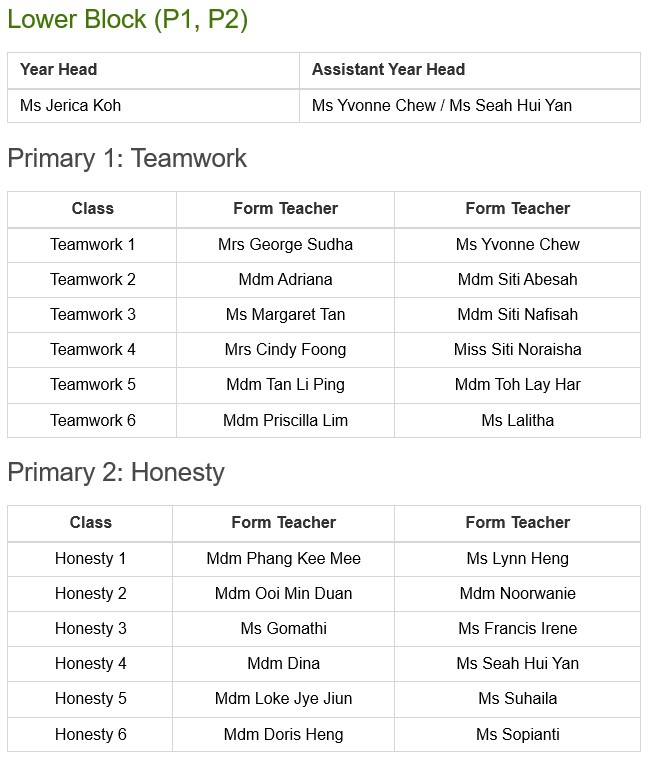 Lower Block (P1, P2)
Year Head Assistant Year Head
Ms Jerica Koh Ms Yvonne Chew / Ms Seah Hui Yan
Primary 1: Teamwork
Class Form Teacher Form Teacher
Teamwork 1 Mrs George Sudha Ms Yvonne Chew
Teamwork 2 Mdm Adriana Mdm Siti Abesah
Teamwork 3 Ms Margaret Tan Mdm Siti Nafisah
Teamwork 4 Mrs Cindy Foong Miss Siti Noraisha
Teamwork 5 Mdm Tan Li Ping Mdm Toh Lay Har
Teamwork 6 Mdm Priscilla Lim Ms Lalitha
Primary 2: Honesty
Class Form Teacher Form Teacher
Honesty 1 Mdm Phang Kee Mee Ms Lynn Heng
Honesty 2 Mdm Ooi Min Duan Mdm Noorwanie
Honesty 3 Ms Gomathi Ms Francis Irene
Honesty 4 Mdm Dina Ms Seah Hui Yan
Honesty 5 Mdm Loke Jye Jiun Ms Suhaila
Honesty 6 Mdm Doris Heng Ms Sopianti